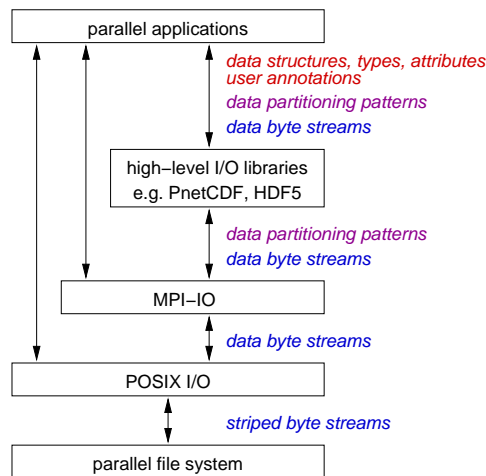 parallel applications
data structures, types, attributes
user annotations
data partitioning patterns
data byte streams
high−level I/O libraries
e.g. PnetCDF, HDF5
data partitioning patterns
data byte streams
MPI−IO
data byte streams
POSIX I/O
striped byte streams
parallel file system